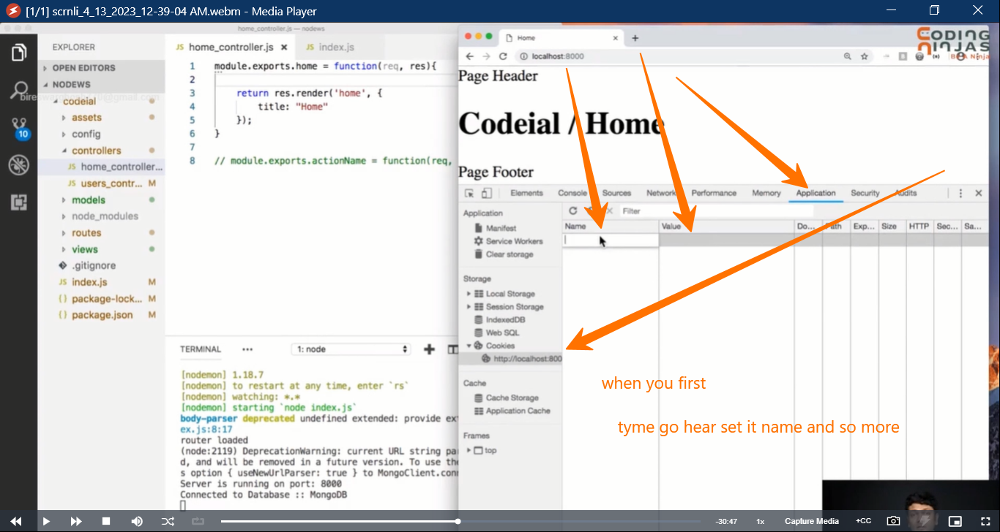 [1/1] scrnli_4_13_2023_12-39-04 AM.webm - Media Player
home_controller.js — nodews
EXPLORER
OPEN EDITORS
NODEWS
codeial
assets
config
controllers
home_controller...
users_contr... M
models
node_modules
routes
views
.gitignore
index.js M
package-lock... M
package.json M
10
home_controller.js
index.js
1 module.exports.home = function(req, res){
2
3 return res.render('home', {
4 title: "Home"
5 });
6 }
7
8 // module.exports.actionName = function(req,
TERMINAL ••• 1: node
[nodemon] 1.18.7
[nodemon] to restart at any time, enter `rs`
[nodemon] watching: *.*
[nodemon] starting `node index.js`
body-parser deprecated undefined extended: provide ex
ex.js:8:17
router loaded
(node:2119) DeprecationWarning: current URL string pa
d, and will be removed in a future version. To use the
s option { useNewUrlParser: true } to MongoClient.con
Server is running on port: 8000
Connected to Database :: MongoDB
Home
CODING
NINJAS
localhost:8000
Page Header
Codeial / Home
Page Footer
Elements Console Sources Network Performance Memory Application Security Audits
Application
Manifest
Service Workers
Clear storage
Storage
Local Storage
Session Storage
IndexedDB
Web SQL
Cookies
http://localhost:800
Cache
Cache Storage
Application Cache
Frames
top
Filter
Name Value Do... Path Exp... Size HTTP Sec... Sa...
when you first
tyme go hear set it name and so more
-30:47 1x Capture Media +CC